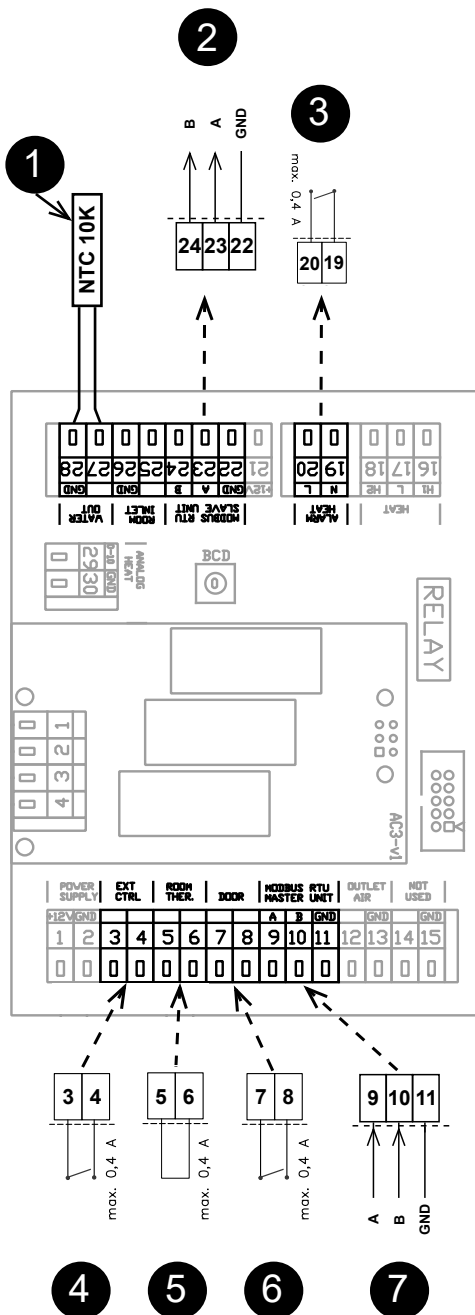 2
3
B
A
GND
max. 0,4 A
1
24 23 22
20 19
NTC 10K
28 27 26 25 24 23 22 21
GND GND B A GND +12V
WATER OUT
ROOM INLET
MODBUS RTU
SLAVE UNIT
20 19
L N
ALARM
HEAT
18 17 16
H2 L H1
HEAT
29 30
0-10 GND
ANALOG
HEAT
BCD
0
RELAY
1
2
3
4
AC3-v1
POWER SUPPLY
EXT CTRL
ROOM THER.
DOOR
MODBUS RTU
MASTER UNIT
OUTLET AIR
NOT USED
+12V GND A B GND GND GND
1 2 3 4 5 6 7 8 9 10 11 12 13 14 15
3 4
5 6
7 8
9 10 11
max. 0,4 A
max. 0,4 A
max. 0,4 A
A
B
GND
4
5
6
7